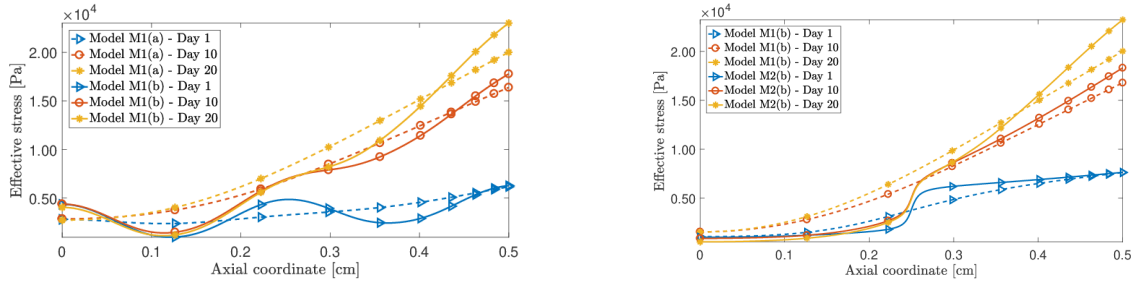 ×10⁴
2.00
1.50
1.00
0.50
Effective stress [Pa]
Model M1(a) - Day 1
Model M1(a) - Day 10
Model M1(a) - Day 20
Model M1(b) - Day 1
Model M1(b) - Day 10
Model M1(b) - Day 20
0 0.1 0.2 0.3 0.4 0.5
Axial coordinate [cm]
×10⁴
2.00
1.50
1.00
0.50
Effective stress [Pa]
Model M1(b) - Day 1
Model M1(b) - Day 10
Model M1(b) - Day 20
Model M2(b) - Day 1
Model M2(b) - Day 10
Model M2(b) - Day 20
0 0.1 0.2 0.3 0.4 0.5
Axial coordinate [cm]